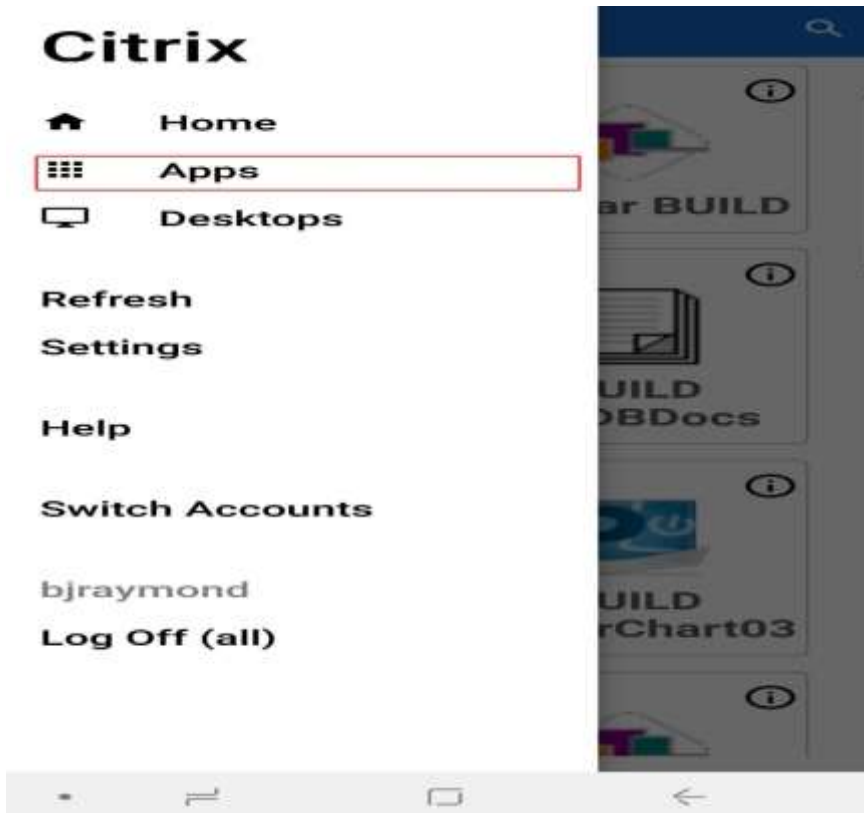 Citrix
Home
Apps
Desktops
Refresh
Settings
Help
Switch Accounts
bjraymond
Log Off (all)
ar BUILD
UILD
BDocs
UILD
rChart03